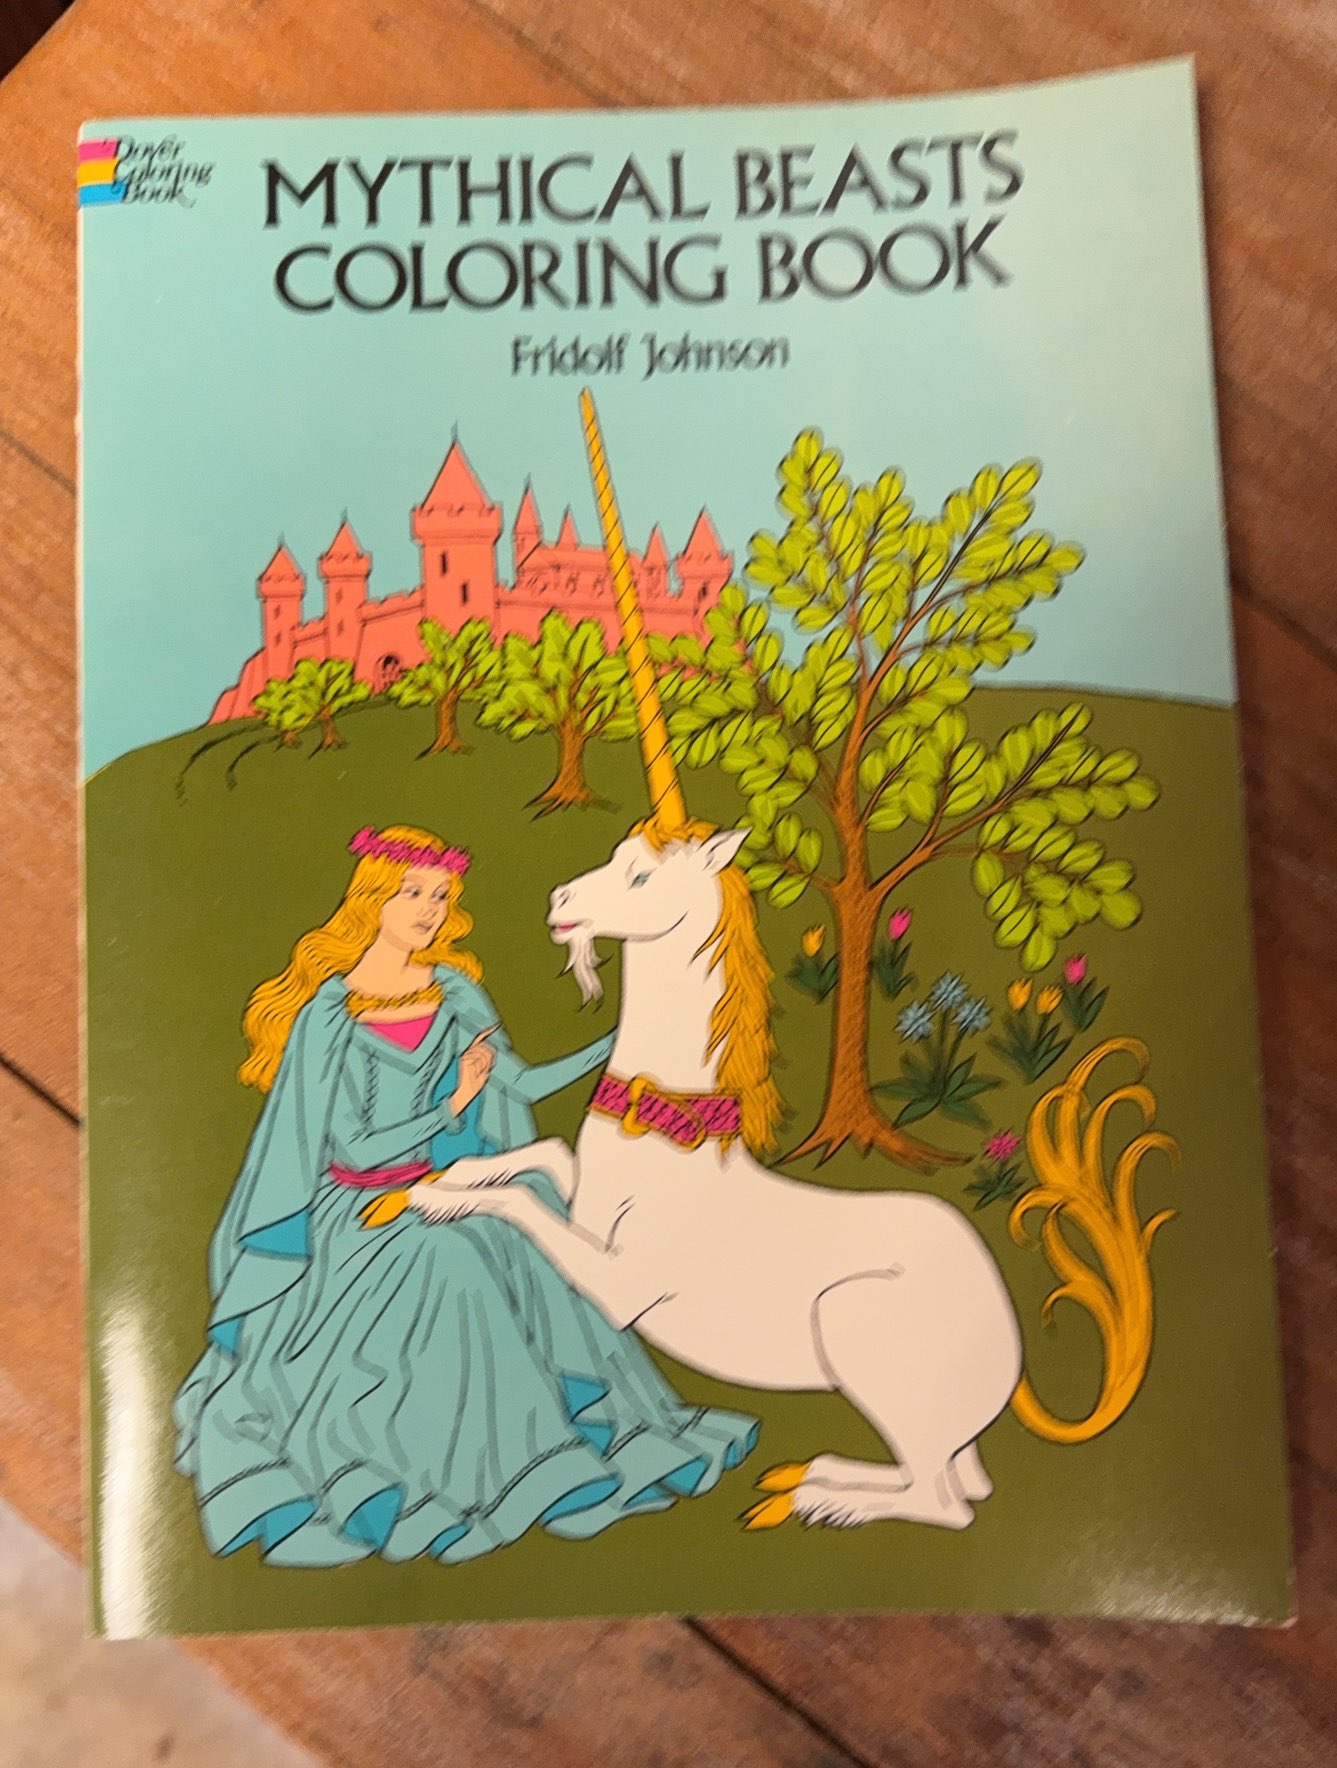 Dover
Coloring
Book
MYTHICAL BEASTS
COLORING BOOK
Fridolf Johnson